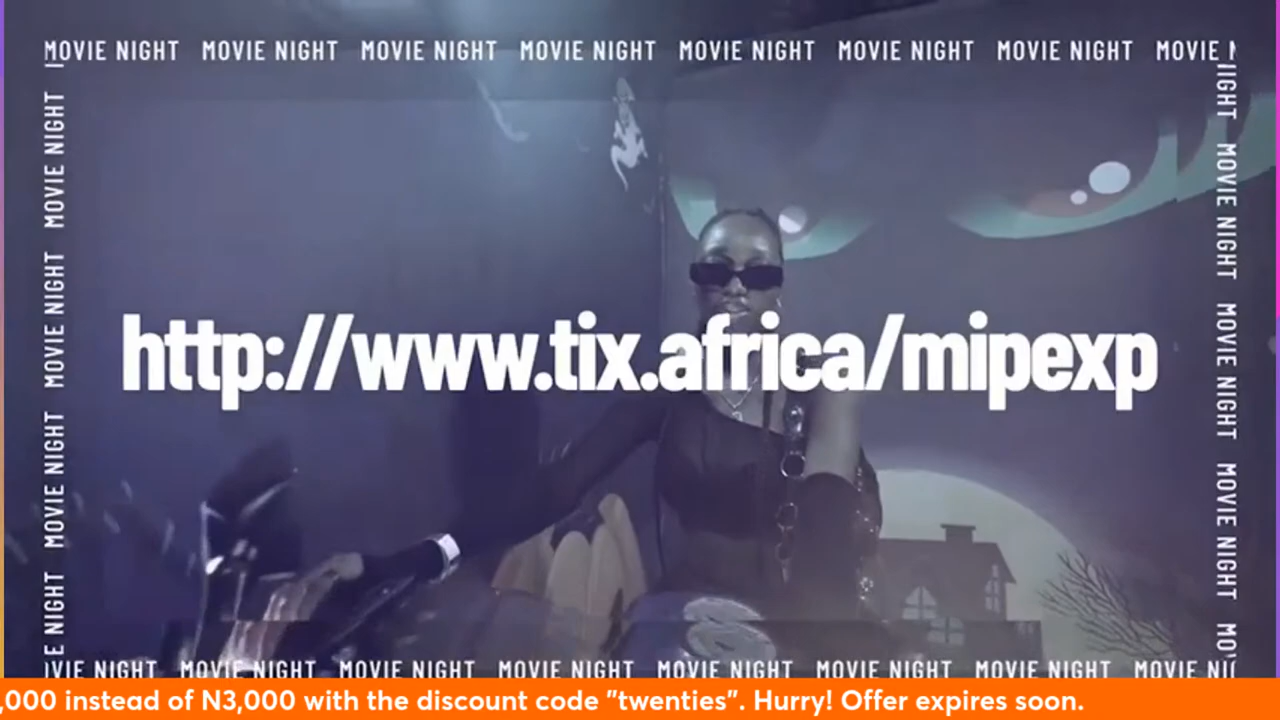 MOVIE NIGHT MOVIE NIGHT MOVIE NIGHT MOVIE NIGHT MOVIE NIGHT MOVIE NIGHT MOVIE NIGHT MOVIE
MOVIE NIGHT MOVIE NIGHT MOVIE NIGHT NIGHT
NIGHT MOVIE NIGHT MOVIE NIGHT MOVIE NIGHT
http://www.tix.africa/mipexp
NIGHT MOVIE NIGHT MOVIE NIGHT MOVIE NIGHT MOVIE NIGHT MOVIE NIGHT MOVIE NIGHT MOVIE
,000 instead of N3,000 with the discount code "twenties". Hurry! Offer expires soon.